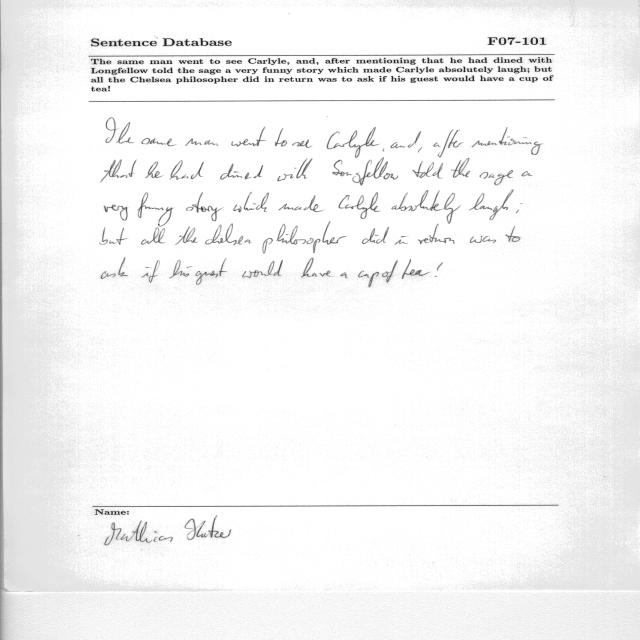 Sentence Database F07-101
The same man went to see Carlyle, and, after mentioning that he had dined with
Longfellow told the sage a very funny story which made Carlyle absolutely laugh; but
all the Chelsea philosopher did in return was to ask if his guest would have a cup of
tea!
The same man went to see Carlyle, and, after mentioning
that he had dined with Longfellow told the sage a
very funny story which made Carlyle absolutely laugh;
but all the Chelsea philosopher did in return was to
ask if his guest would have a cup of tea!
Name:
Mathias